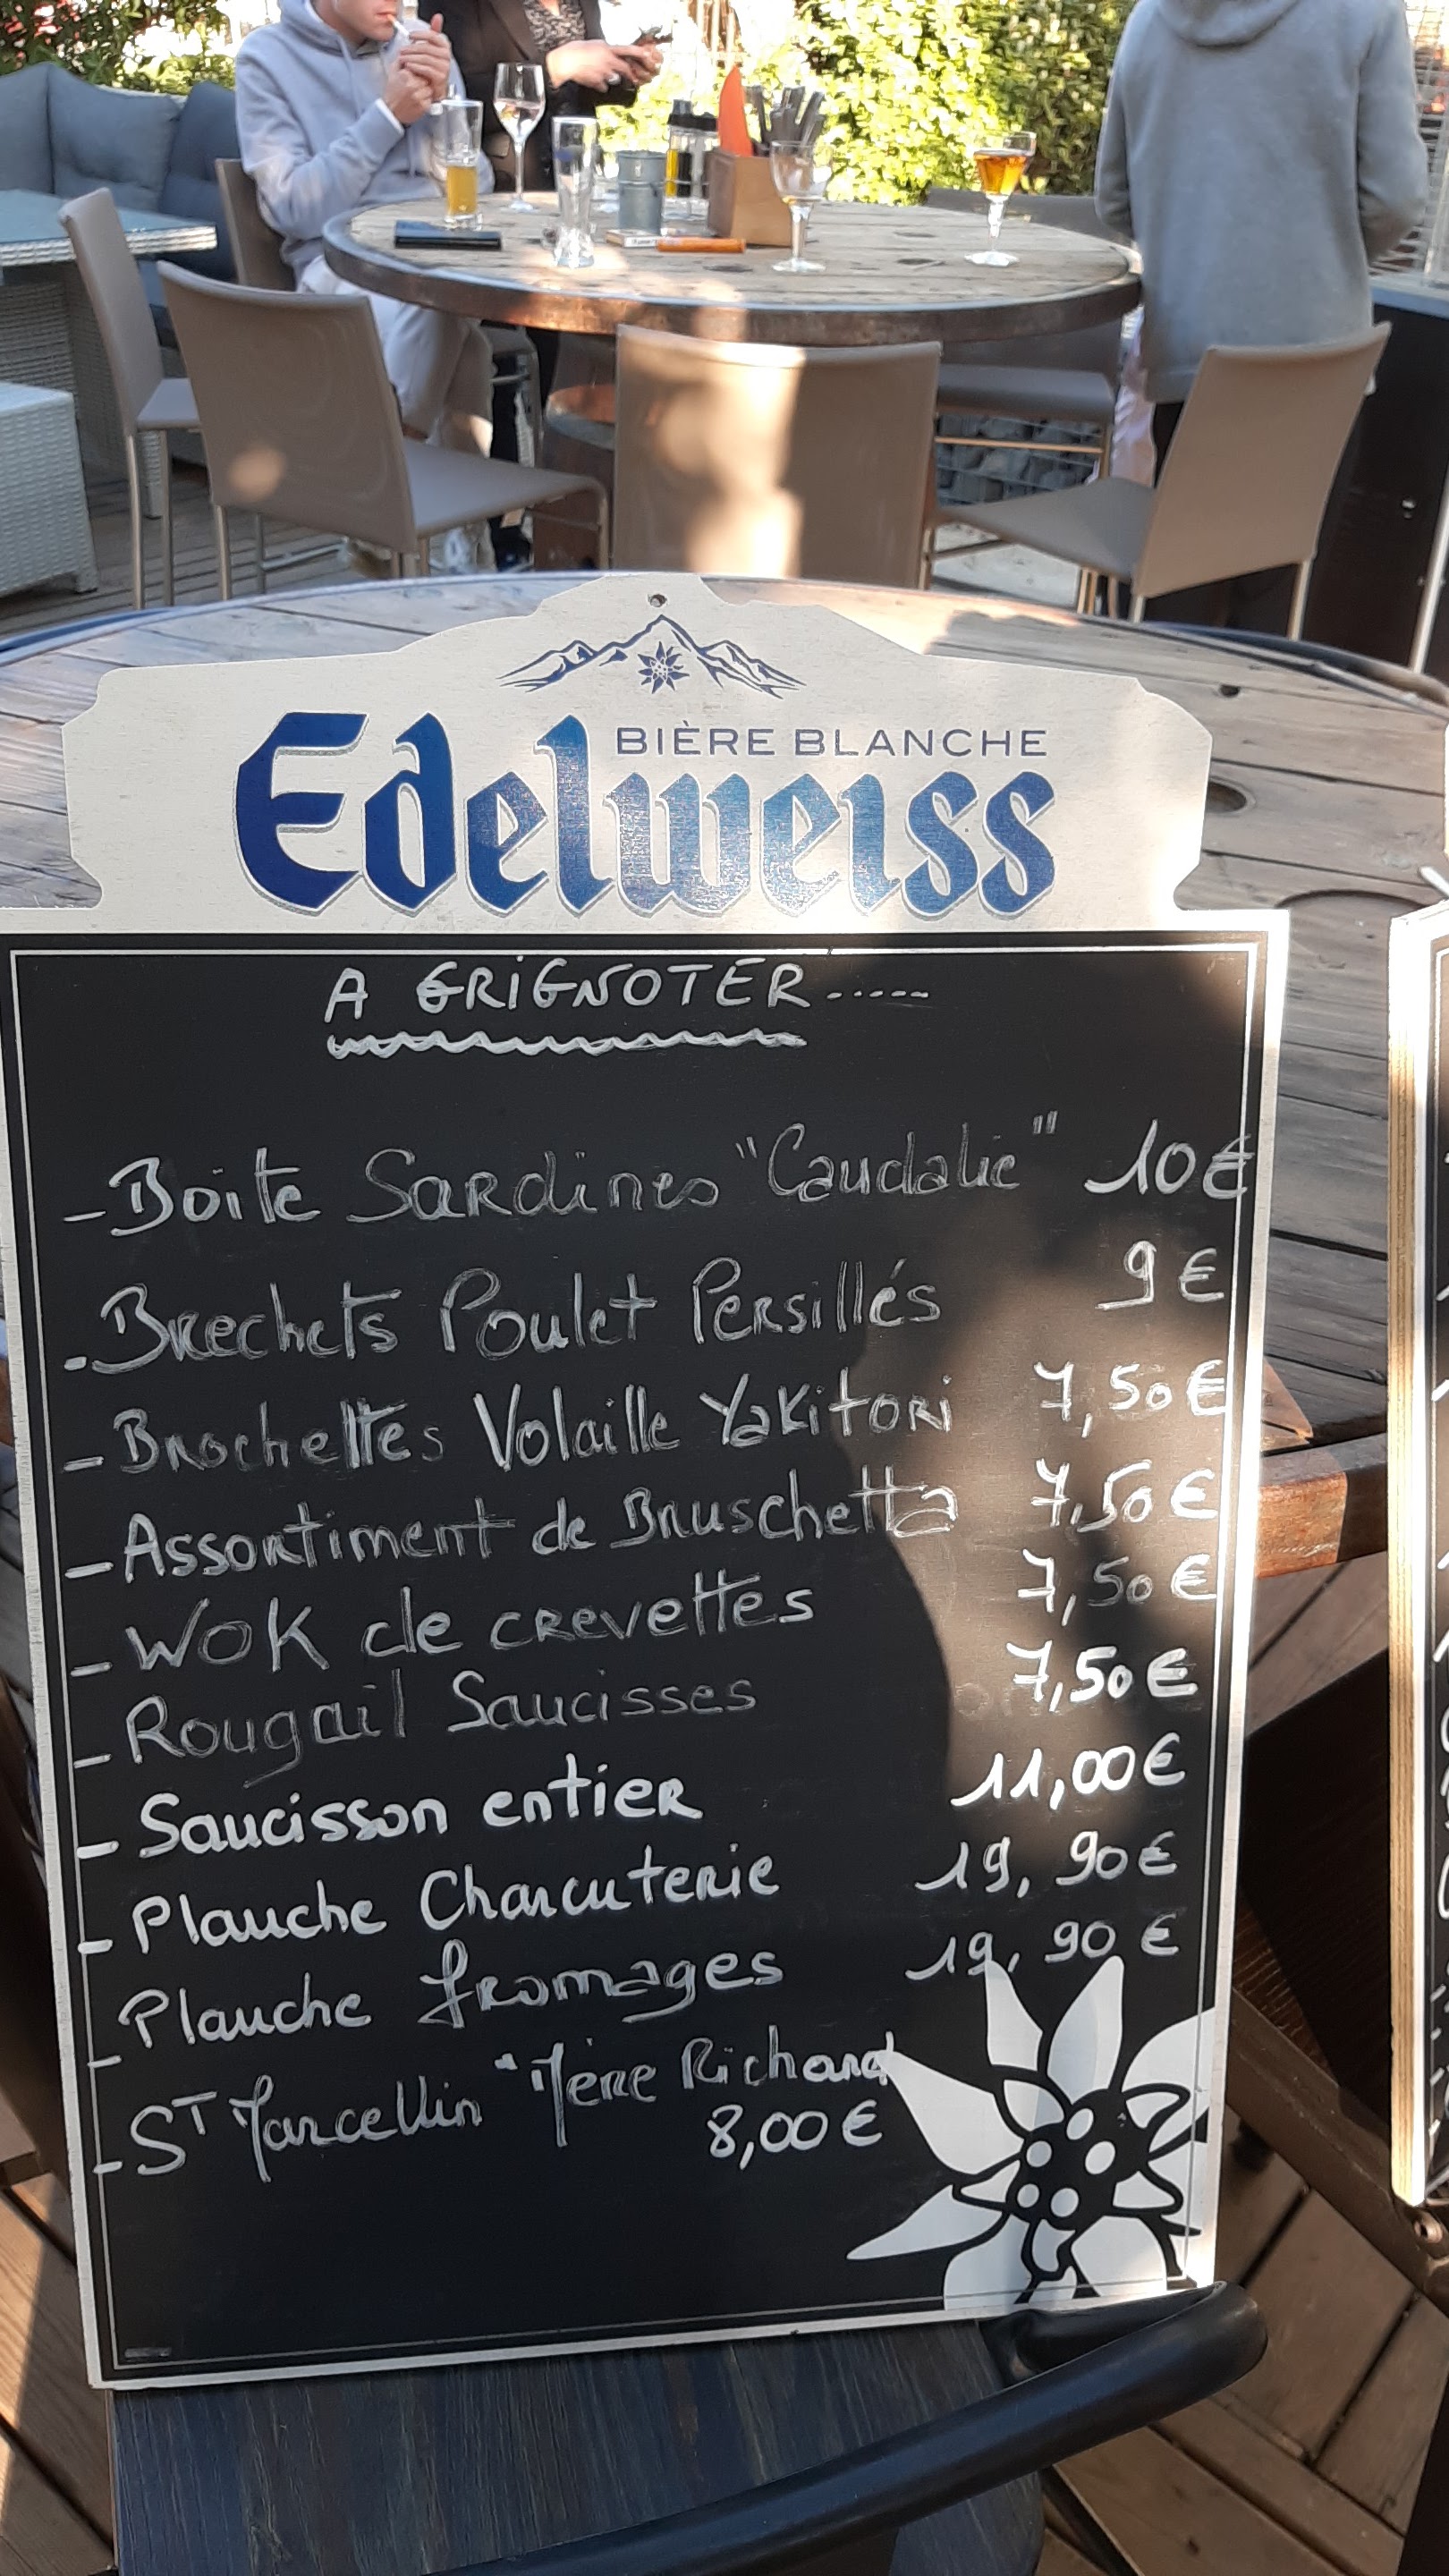 BIÈRE BLANCHE
Edelweiss
A GRIGNOTER.....
- Boite Sardines "Caudalie" 10€
- Brechets Poulet Persillés 9€
- Brochettes Volaille Yakitori 7,50€
- Assortiment de Bruschetta 7,50€
- Wok de crevettes 7,50€
- Rougail Saucisses 7,50€
- Saucisson entier 11,00€
- Planche Charcuterie 19,90€
- Planche fromages 19,90€
- ST Marcellin "Mère Richard
8,00€